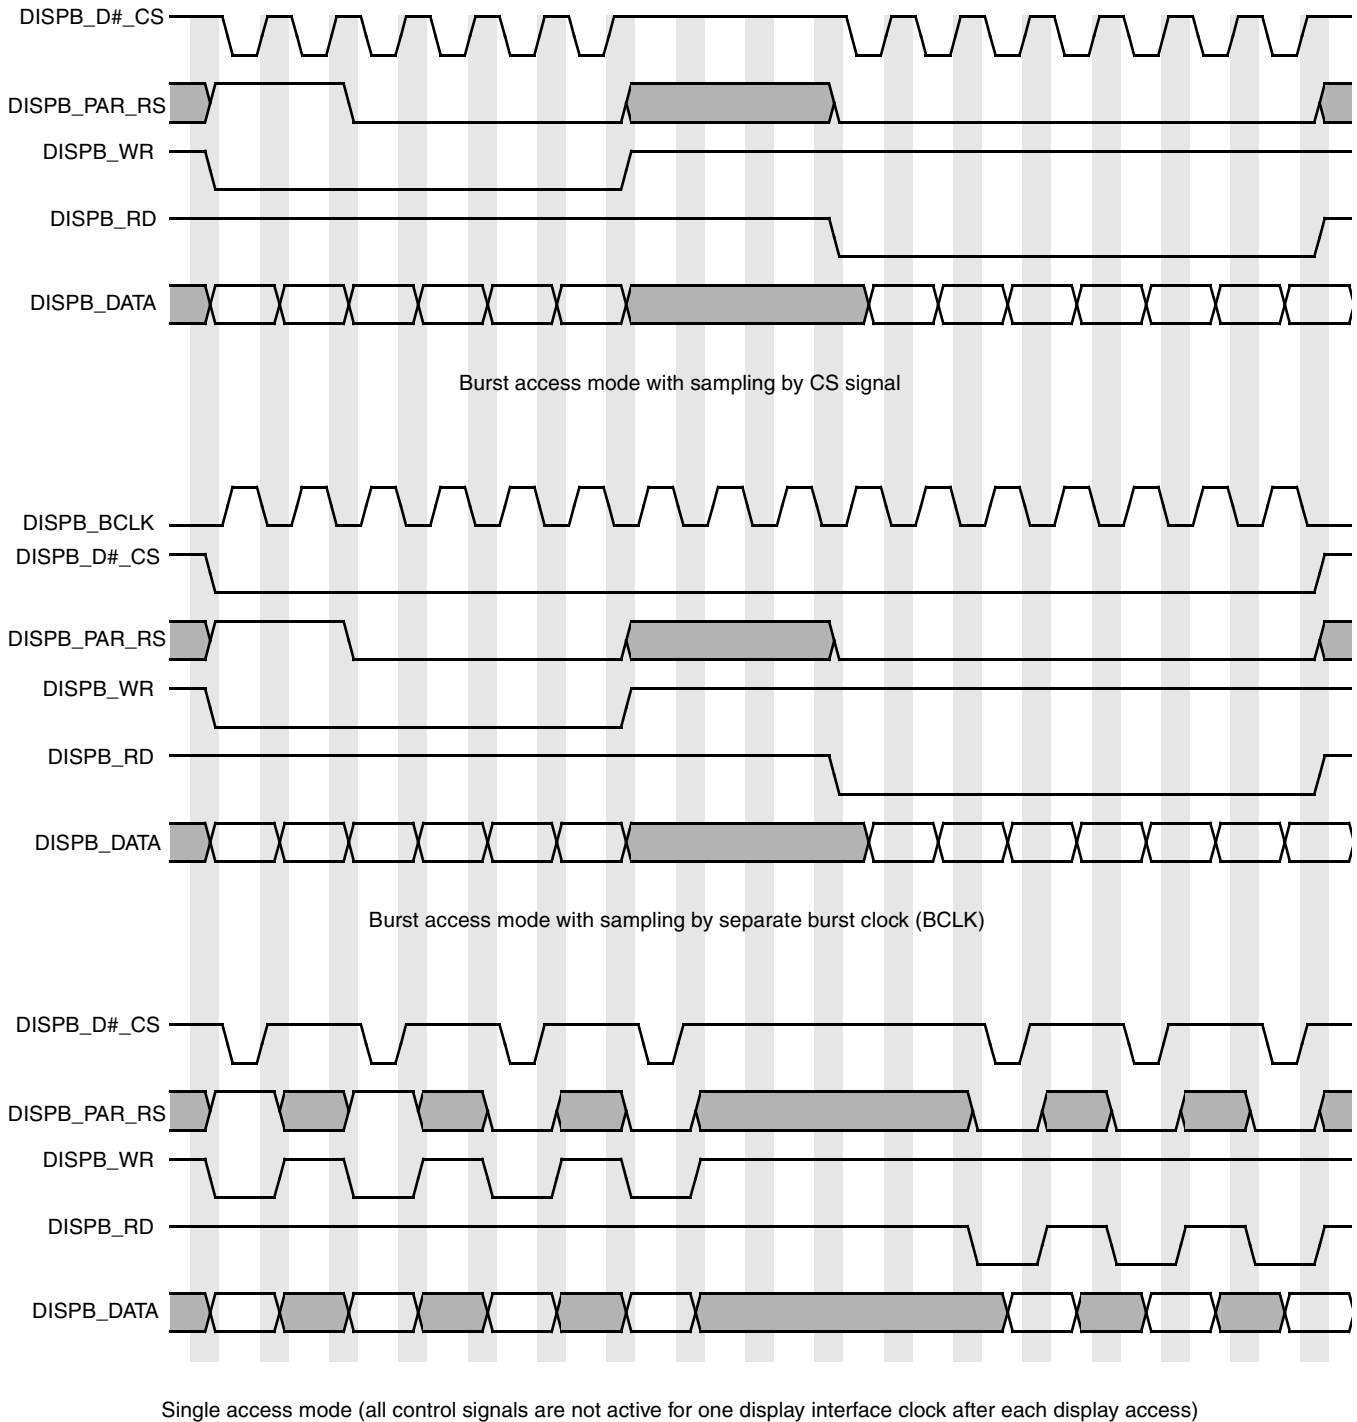 DISPB_D#_CS
DISPB_PAR_RS
DISPB_WR
DISPB_RD
DISPB_DATA
Burst access mode with sampling by CS signal
DISPB_BCLK
DISPB_D#_CS
DISPB_PAR_RS
DISPB_WR
DISPB_RD
DISPB_DATA
Burst access mode with sampling by separate burst clock (BCLK)
DISPB_D#_CS
DISPB_PAR_RS
DISPB_WR
DISPB_RD
DISPB_DATA
Single access mode (all control signals are not active for one display interface clock after each display access)